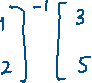 1 ]⁻¹ [ 3
2 ] [ 5